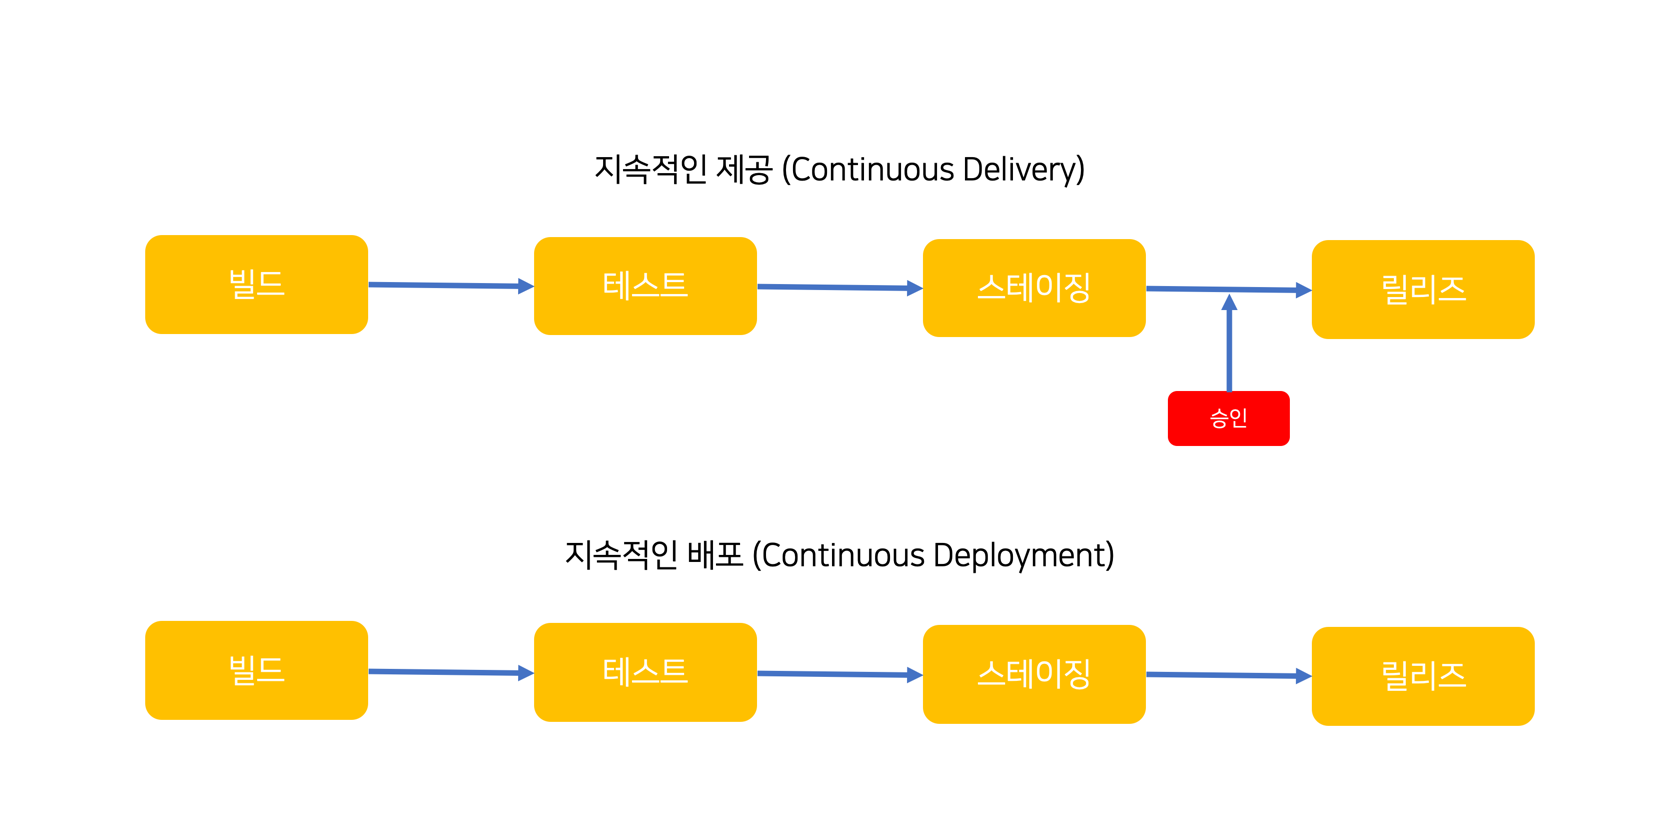 지속적인 제공 (Continuous Delivery)
빌드
테스트
스테이징
릴리즈
승인
지속적인 배포 (Continuous Deployment)
빌드
테스트
스테이징
릴리즈